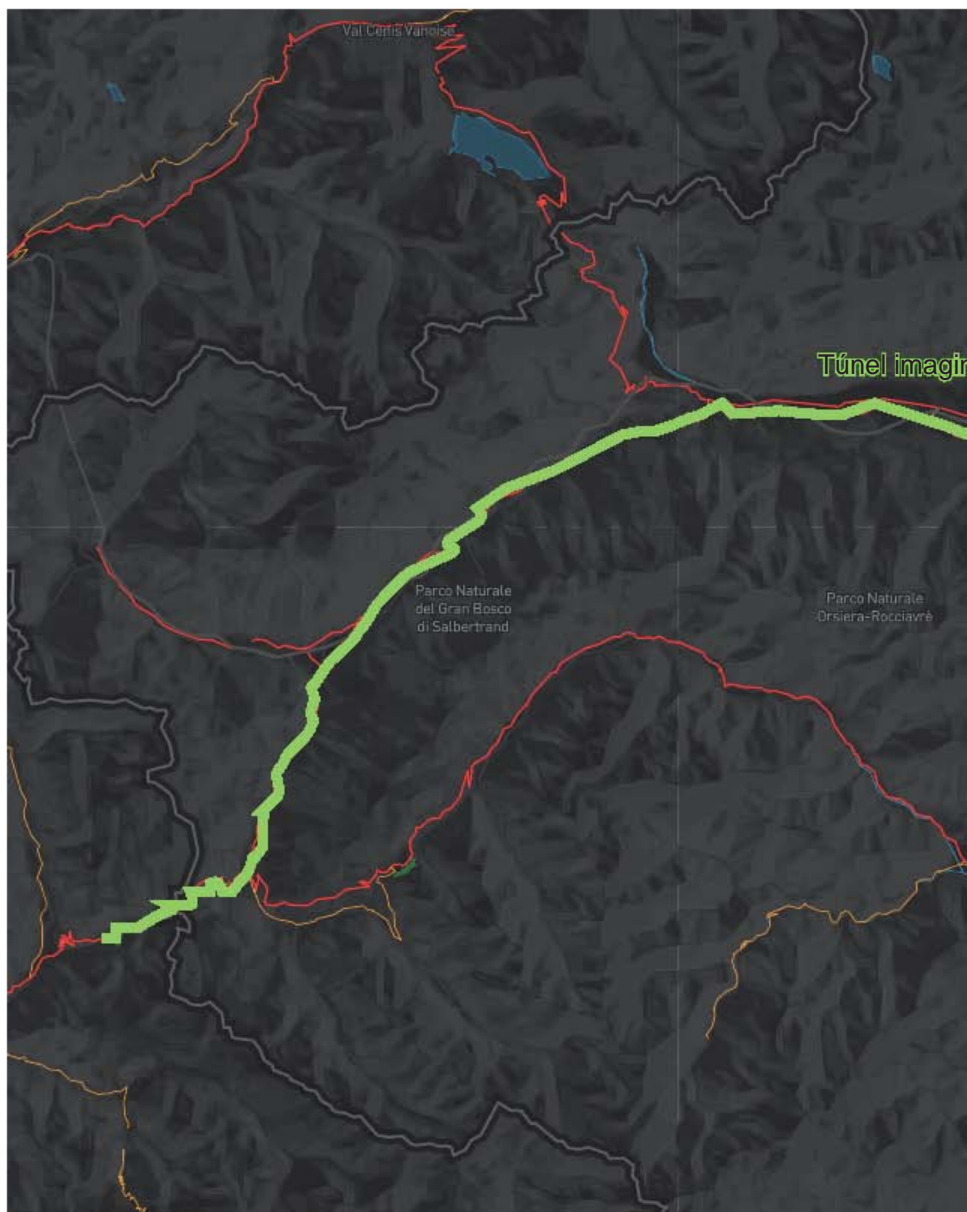 Val Cenis Vanoise
Túnel imagin
Parco Naturale
del Gran Bosco
di Salbertrand
Parco Naturale
Orsiera-Rocciavrè